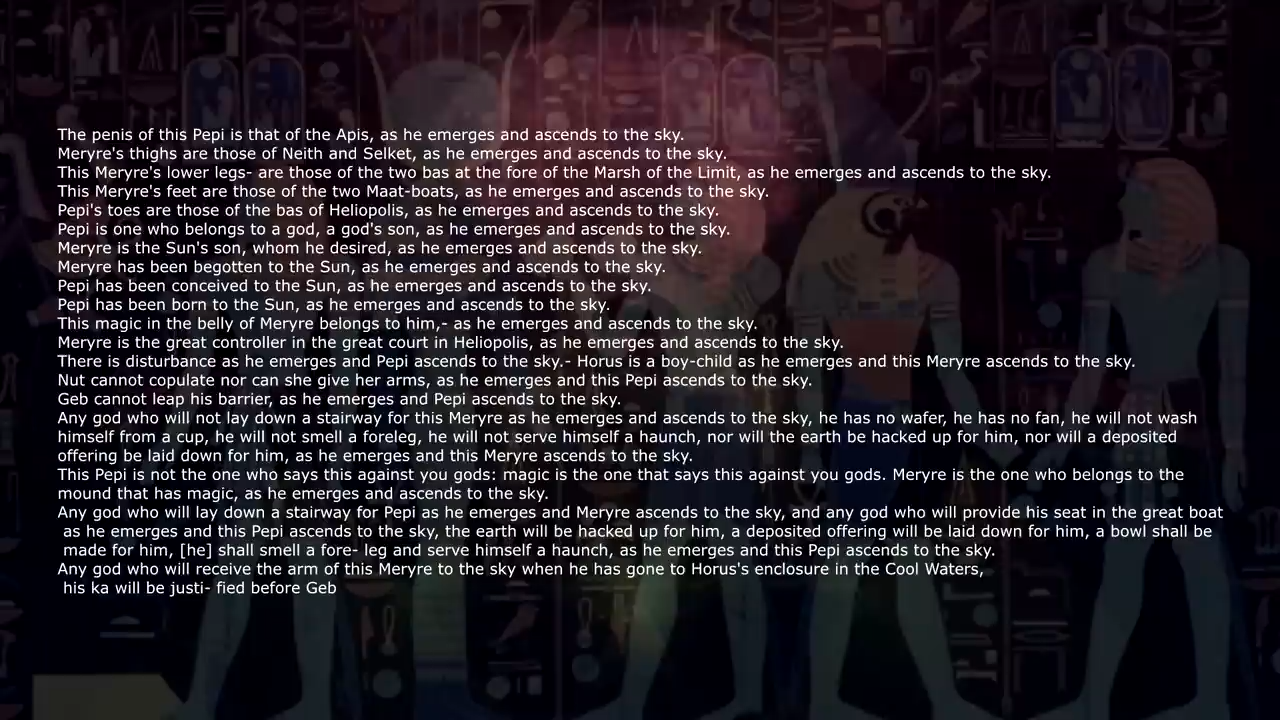 The penis of this Pepi is that of the Apis, as he emerges and ascends to the sky.
Meryre's thighs are those of Neith and Selket, as he emerges and ascends to the sky.
This Meryre's lower legs- are those of the two bas at the fore of the Marsh of the Limit, as he emerges and ascends to the sky.
This Meryre's feet are those of the two Maat-boats, as he emerges and ascends to the sky.
Pepi's toes are those of the bas of Heliopolis, as he emerges and ascends to the sky.
Pepi is one who belongs to a god, a god's son, as he emerges and ascends to the sky.
Meryre is the Sun's son, whom he desired, as he emerges and ascends to the sky.
Meryre has been begotten to the Sun, as he emerges and ascends to the sky.
Pepi has been conceived to the Sun, as he emerges and ascends to the sky.
Pepi has been born to the Sun, as he emerges and ascends to the sky.
This magic in the belly of Meryre belongs to him,- as he emerges and ascends to the sky.
Meryre is the great controller in the great court in Heliopolis, as he emerges and ascends to the sky.
There is disturbance as he emerges and Pepi ascends to the sky.- Horus is a boy-child as he emerges and this Meryre ascends to the sky.
Nut cannot copulate nor can she give her arms, as he emerges and this Pepi ascends to the sky.
Geb cannot leap his barrier, as he emerges and Pepi ascends to the sky.
Any god who will not lay down a stairway for this Meryre as he emerges and ascends to the sky, he has no wafer, he has no fan, he will not wash
himself from a cup, he will not smell a foreleg, he will not serve himself a haunch, nor will the earth be hacked up for him, nor will a deposited
offering be laid down for him, as he emerges and this Meryre ascends to the sky.
This Pepi is not the one who says this against you gods: magic is the one that says this against you gods. Meryre is the one who belongs to the
mound that has magic, as he emerges and ascends to the sky.
Any god who will lay down a stairway for Pepi as he emerges and Meryre ascends to the sky, and any god who will provide his seat in the great boat
as he emerges and this Pepi ascends to the sky, the earth will be hacked up for him, a deposited offering will be laid down for him, a bowl shall be
made for him, [he] shall smell a fore- leg and serve himself a haunch, as he emerges and this Pepi ascends to the sky.
Any god who will receive the arm of this Meryre to the sky when he has gone to Horus's enclosure in the Cool Waters,
his ka will be justi- fied before Geb